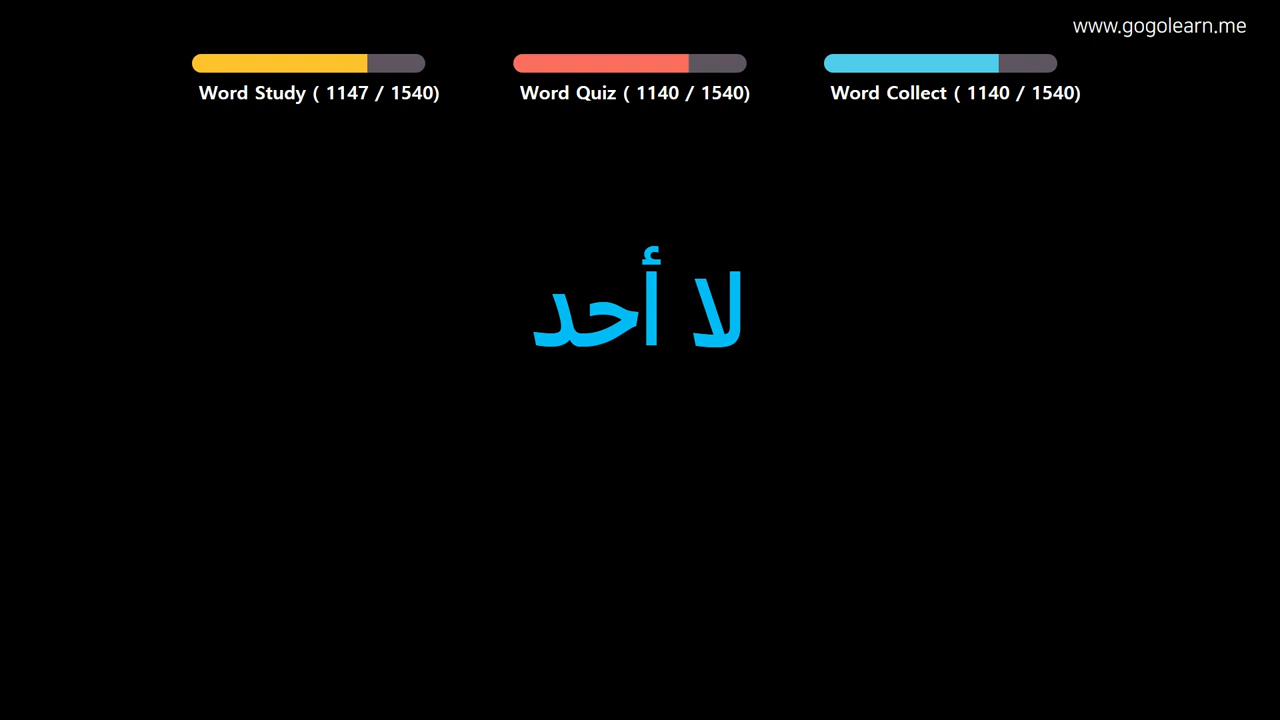 www.gogolearn.me
Word Study ( 1147 / 1540)
Word Quiz ( 1140 / 1540)
Word Collect ( 1140 / 1540)
لا أحد